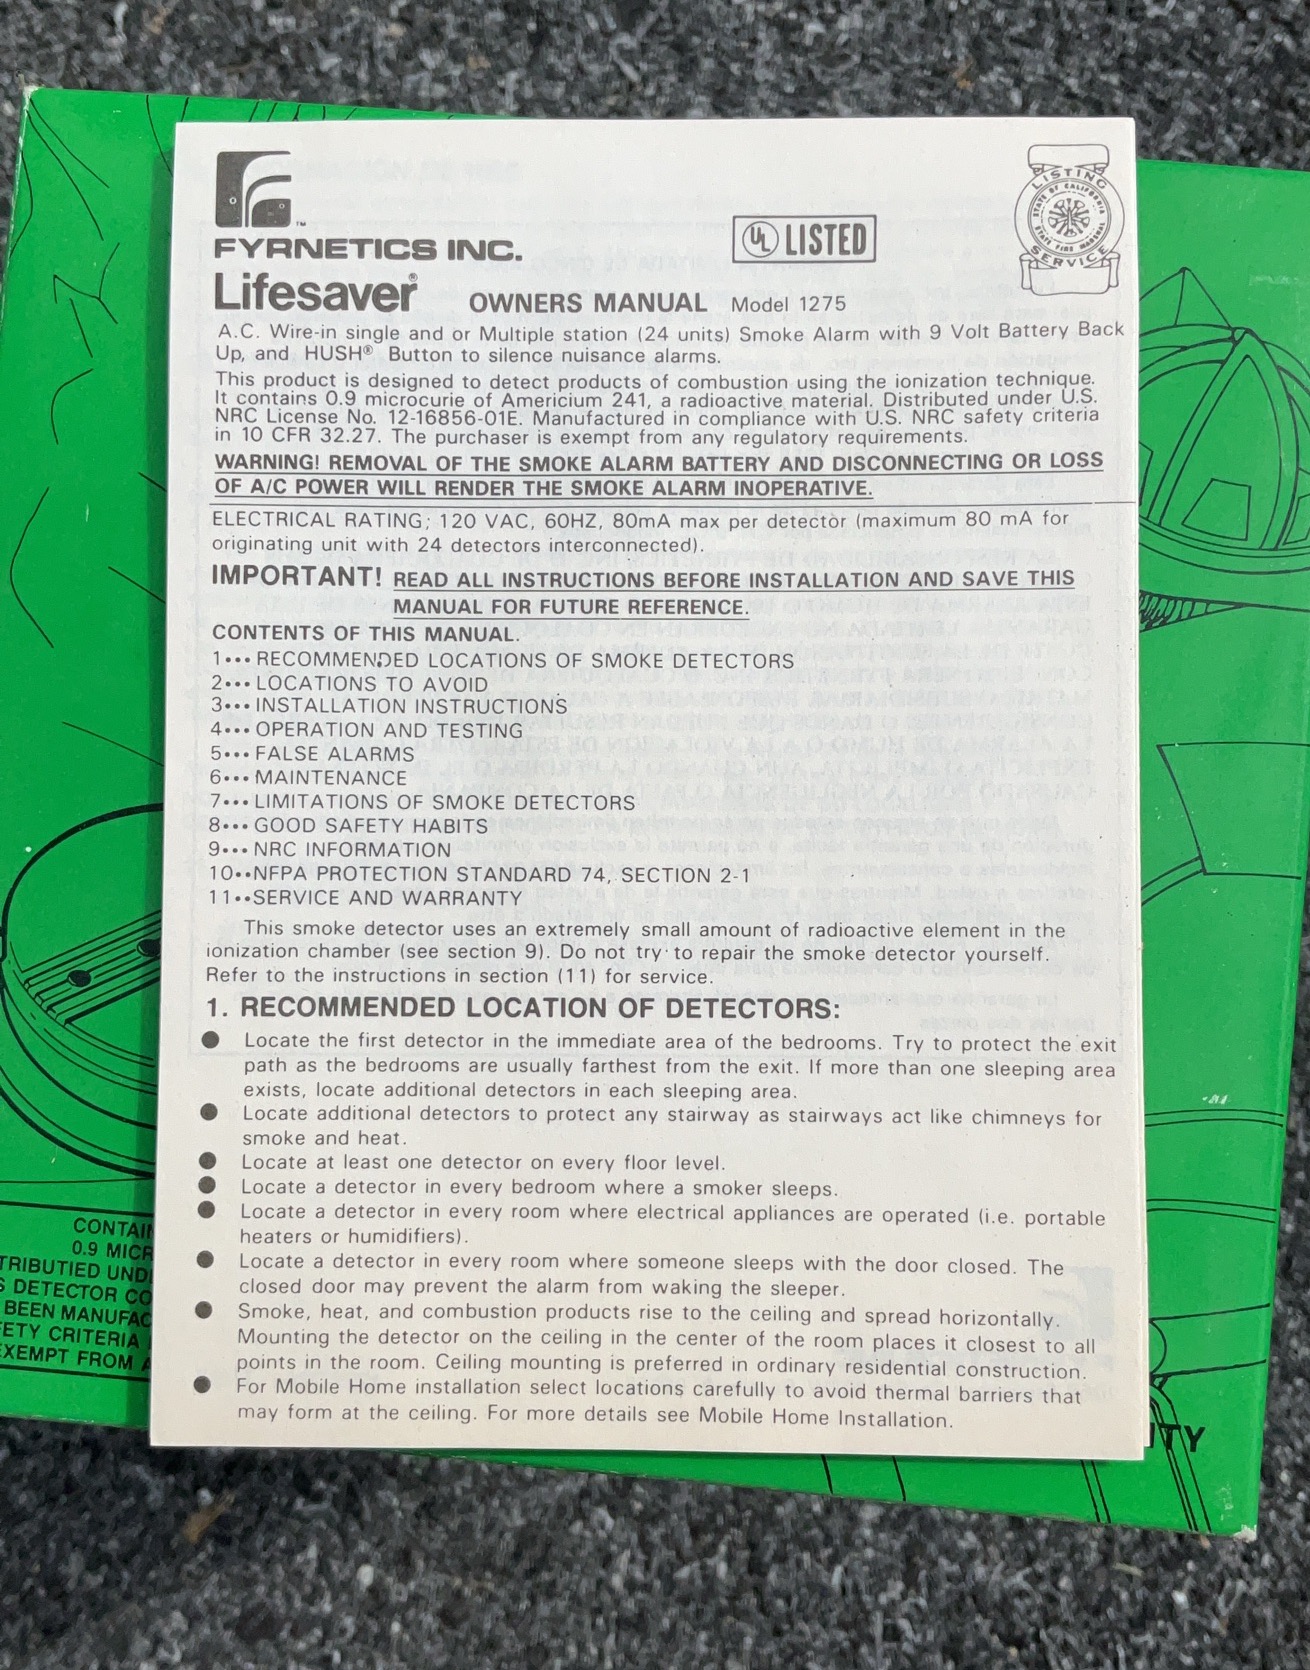 FYRNETICS INC.
UL LISTED
LISTING
STATE OF CALIFORNIA
STATE FIRE MARSHAL
SERVICE
Lifesaver® OWNERS MANUAL Model 1275
A.C. Wire-in single and or Multiple station (24 units) Smoke Alarm with 9 Volt Battery Back
Up, and HUSH® Button to silence nuisance alarms.
This product is designed to detect products of combustion using the ionization technique.
It contains 0.9 microcurie of Americium 241, a radioactive material. Distributed under U.S.
NRC License No. 12-16856-01E. Manufactured in compliance with U.S. NRC safety criteria
in 10 CFR 32.27. The purchaser is exempt from any regulatory requirements.
WARNING! REMOVAL OF THE SMOKE ALARM BATTERY AND DISCONNECTING OR LOSS
OF A/C POWER WILL RENDER THE SMOKE ALARM INOPERATIVE.
ELECTRICAL RATING; 120 VAC, 60HZ, 80mA max per detector (maximum 80 mA for
originating unit with 24 detectors interconnected).
IMPORTANT! READ ALL INSTRUCTIONS BEFORE INSTALLATION AND SAVE THIS
MANUAL FOR FUTURE REFERENCE.
CONTENTS OF THIS MANUAL.
1••• RECOMMENDED LOCATIONS OF SMOKE DETECTORS
2••• LOCATIONS TO AVOID
3••• INSTALLATION INSTRUCTIONS
4••• OPERATION AND TESTING
5••• FALSE ALARMS
6••• MAINTENANCE
7••• LIMITATIONS OF SMOKE DETECTORS
8••• GOOD SAFETY HABITS
9••• NRC INFORMATION
10••NFPA PROTECTION STANDARD 74, SECTION 2-1
11••SERVICE AND WARRANTY
This smoke detector uses an extremely small amount of radioactive element in the
ionization chamber (see section 9). Do not try to repair the smoke detector yourself.
Refer to the instructions in section (11) for service.
1. RECOMMENDED LOCATION OF DETECTORS:
● Locate the first detector in the immediate area of the bedrooms. Try to protect the exit
path as the bedrooms are usually farthest from the exit. If more than one sleeping area
exists, locate additional detectors in each sleeping area.
● Locate additional detectors to protect any stairway as stairways act like chimneys for
smoke and heat.
● Locate at least one detector on every floor level.
● Locate a detector in every bedroom where a smoker sleeps.
● Locate a detector in every room where electrical appliances are operated (i.e. portable
heaters or humidifiers).
● Locate a detector in every room where someone sleeps with the door closed. The
closed door may prevent the alarm from waking the sleeper.
● Smoke, heat, and combustion products rise to the ceiling and spread horizontally.
Mounting the detector on the ceiling in the center of the room places it closest to all
points in the room. Ceiling mounting is preferred in ordinary residential construction.
● For Mobile Home installation select locations carefully to avoid thermal barriers that
may form at the ceiling. For more details see Mobile Home Installation.
CONTAI
0.9 MICR
TRIBUTIED UND
S DETECTOR CO
BEEN MANUFAC
ETY CRITERIA
EXEMPT FROM A
ITY